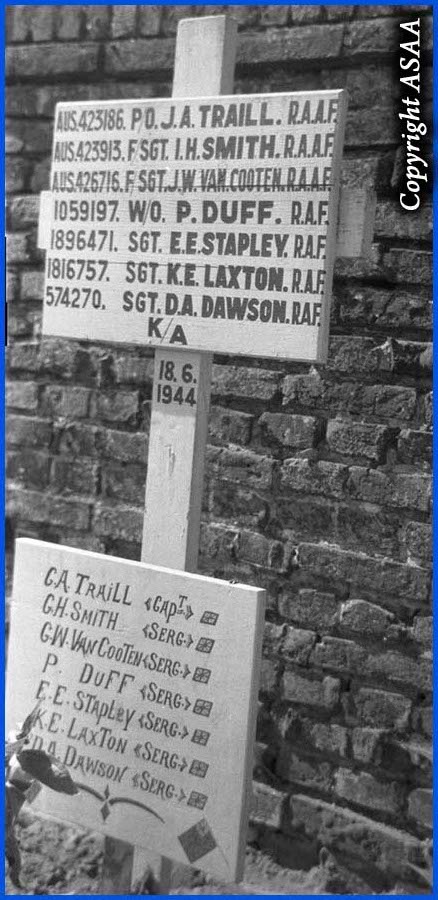 Copyright ASAA
AUS.423186. P/O. J.A. TRAILL. R.A.A.F.
AUS.423913. F/SGT. I.H. SMITH. R.A.A.F.
AUS.426716. F/SGT. J.W. VAN.COOTEN. R.A.A.F.
1059197. W/O. P. DUFF. R.A.F.
1896471. SGT. E.E. STAPLEY. R.A.F.
1816757. SGT. K.E. LAXTON. R.A.F.
574270. SGT. D.A. DAWSON. RAF.
K/A
18.6.
1944
G.A. TRAILL «CAPT.»
G.H. SMITH «SERG.»
G.W. VAN COOTEN «SERG.»
P. DUFF «SERG.»
E.E. STAPLEY «SERG.»
K.E. LAXTON «SERG.»
D.A. DAWSON «SERG.»